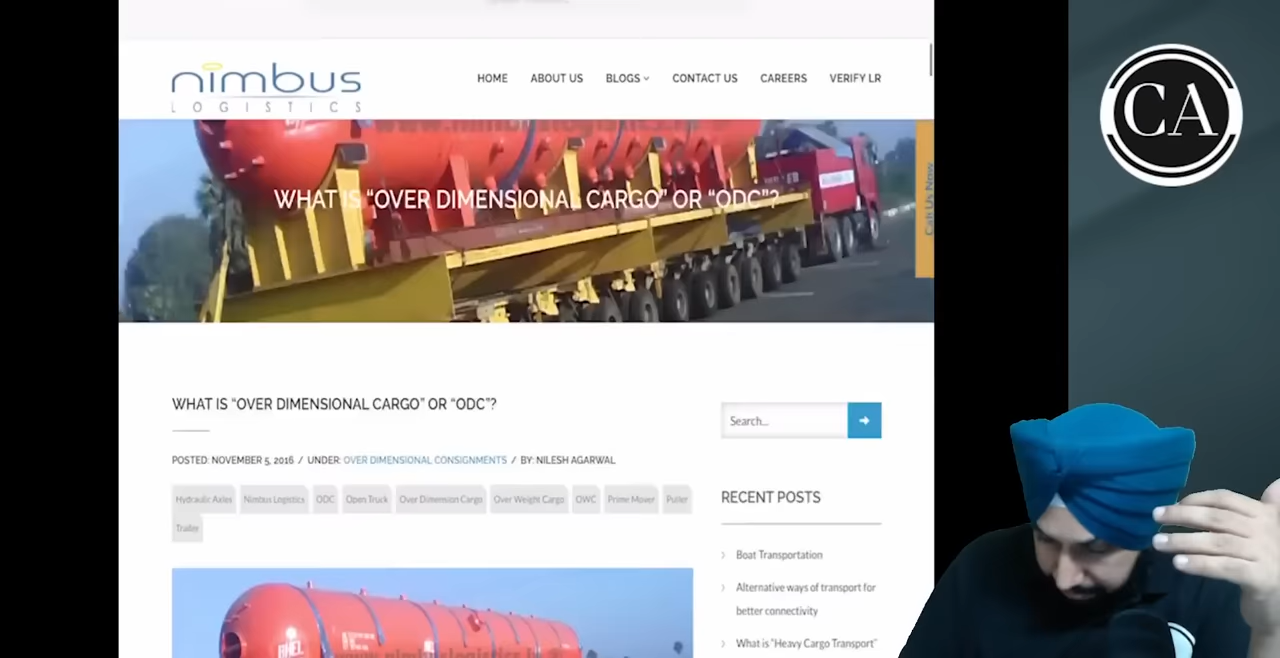 nimbus
LOGISTICS
HOME ABOUT US BLOGS CONTACT US CAREERS VERIFY LR
CA
WHAT IS “OVER DIMENSIONAL CARGO” OR “ODC”?
Call Us Now
WHAT IS “OVER DIMENSIONAL CARGO” OR “ODC”?
Search...
POSTED: NOVEMBER 5, 2016 / UNDER: OVER DIMENSIONAL CONSIGNMENTS / BY: NILESH AGARWAL
Hydraulic Axles Nimbus Logistics ODC Open Truck Over Dimension Cargo Over Weight Cargo OWC Prime Mover Puller
Trailer
RECENT POSTS
Boat Transportation
Alternative ways of transport for
better connectivity
What is “Heavy Cargo Transport”
BHEL